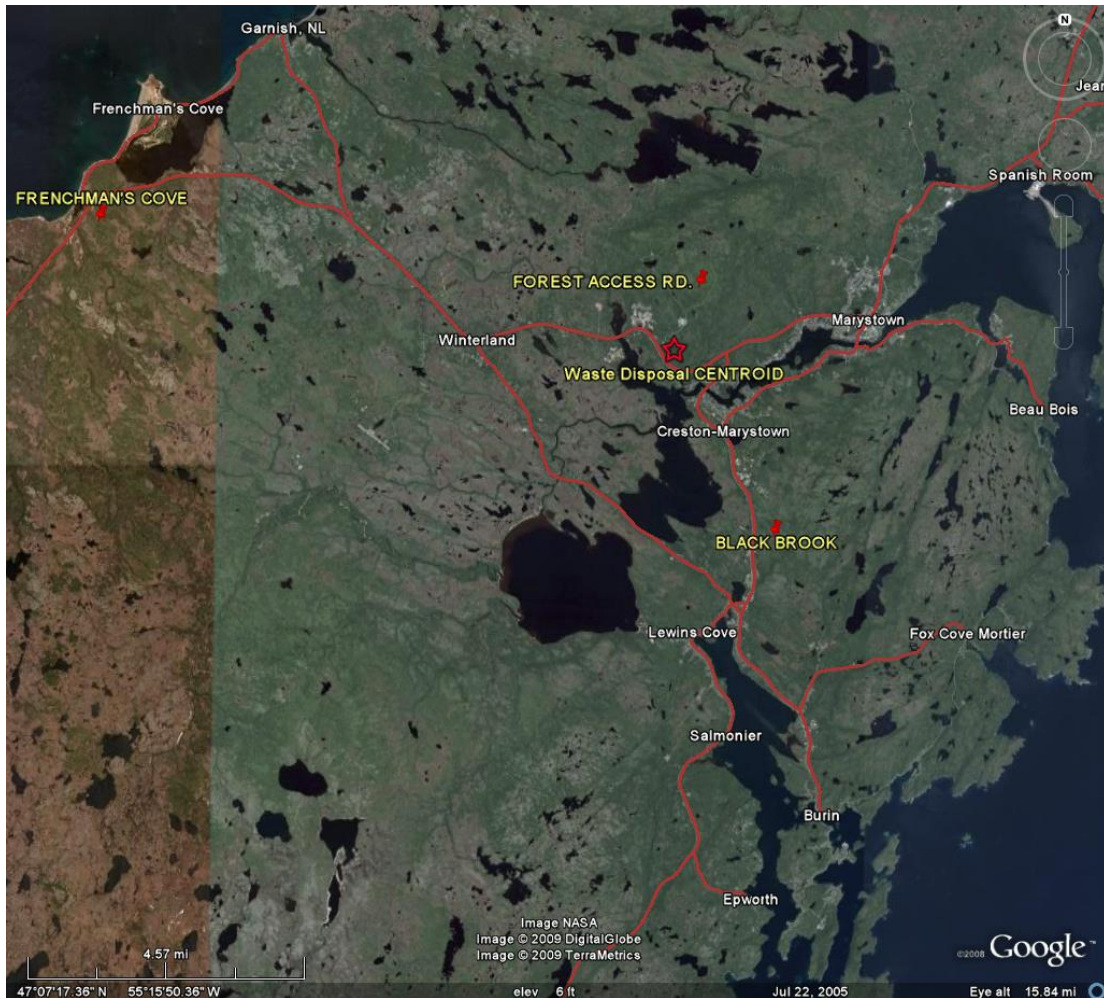 N
Garnish, NL
Jear
Frenchman's Cove
Spanish Room
FRENCHMAN'S COVE
FOREST ACCESS RD.
Marystown
Winterland
Waste Disposal CENTROID
Beau Bois
Creston-Marystown
BLACK BROOK
Lewins Cove
Fox Cove Mortier
Salmonier
Burin
Epworth
Image NASA
Image © 2009 DigitalGlobe
Image © 2009 TerraMetrics
4.57 mi
©2008 Google™
47°07'17.36" N 55°15'50.36" W elev 6 ft Jul 22, 2005 Eye alt 15.84 mi